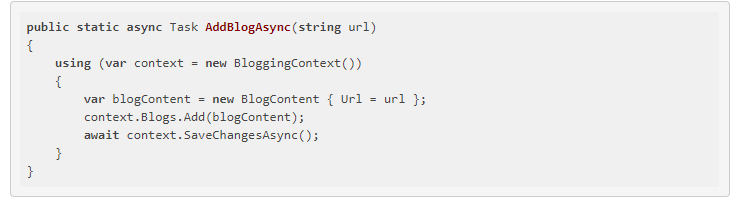 public static async Task AddBlogAsync(string url)
{
    using (var context = new BloggingContext())
    {
        var blogContent = new BlogContent { Url = url };
        context.Blogs.Add(blogContent);
        await context.SaveChangesAsync();
    }
}